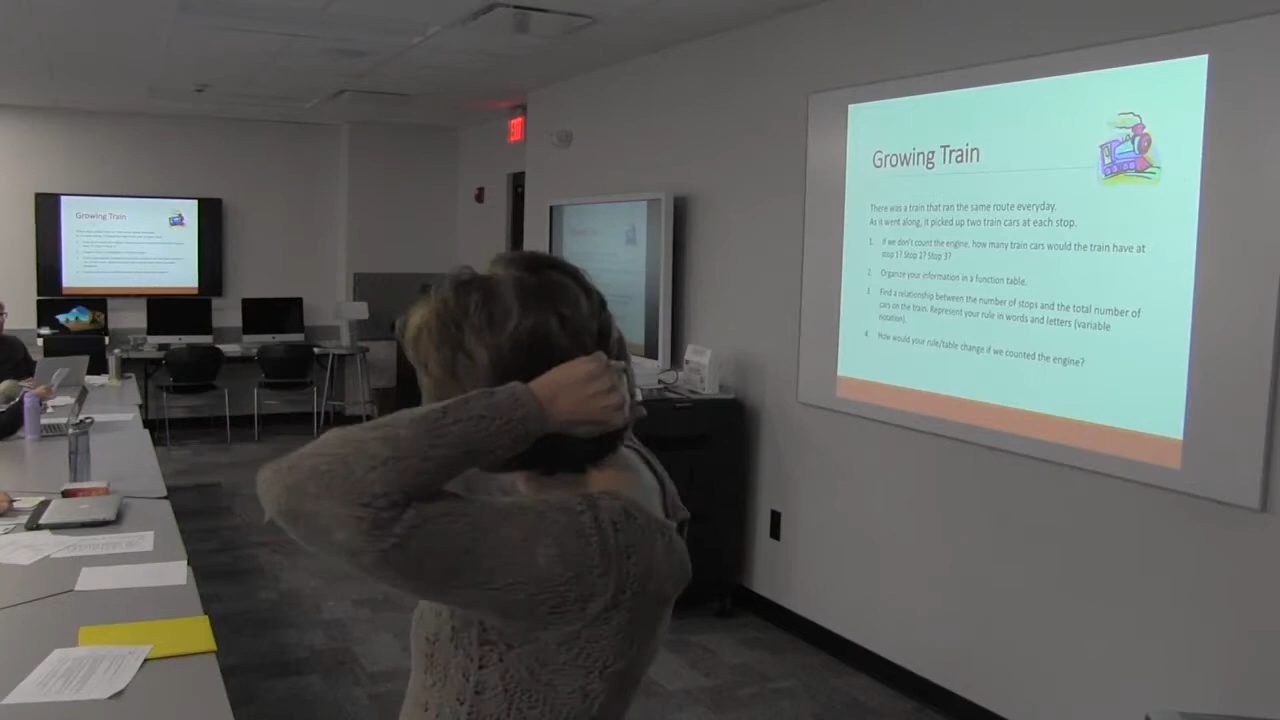 EXIT
Growing Train
There was a train that ran the same route everyday.
As it went along, it picked up two train cars at each stop.
1. If we don't count the engine, how many train cars would the train have at
stop 1? Stop 2? Stop 3?
2. Organize your information in a function table.
3. Find a relationship between the number of stops and the total number of
cars on the train. Represent your rule in words and letters (variable
notation).
4. How would your rule/table change if we counted the engine?
Growing Train